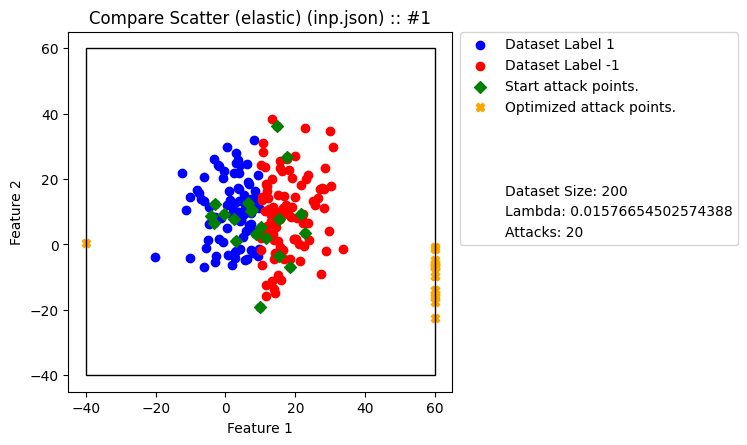 Compare Scatter (elastic) (inp.json) :: #1
Dataset Label 1
Dataset Label -1
Start attack points.
Optimized attack points.
Dataset Size: 200
Lambda: 0.01576654502574388
Attacks: 20
60
40
20
0
−20
−40
Feature 2
−40
−20
0
20
40
60
Feature 1